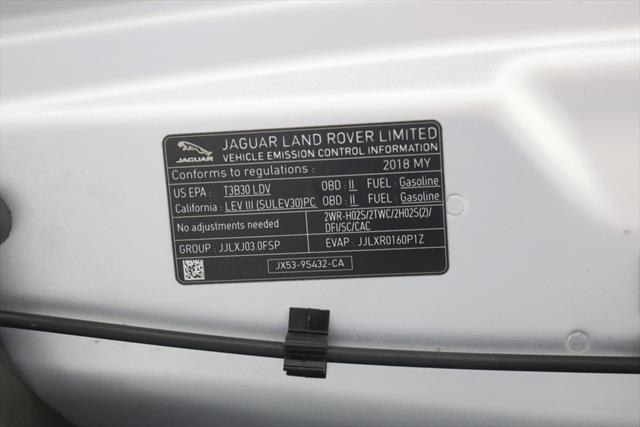 JAGUAR
JAGUAR LAND ROVER LIMITED
VEHICLE EMISSION CONTROL INFORMATION
Conforms to regulations: 2018 MY
US EPA : T3B30 LDV OBD : II FUEL : Gasoline
California : LEV III (SULEV30)PC OBD : II FUEL : Gasoline
No adjustments needed 2WR-HO2S/2TWC/2HO2S(2)/
DFI/SC/CAC
GROUP : JJLXJ03.0FSP EVAP : JJLXR0160P1Z
JX53-9S432-CA